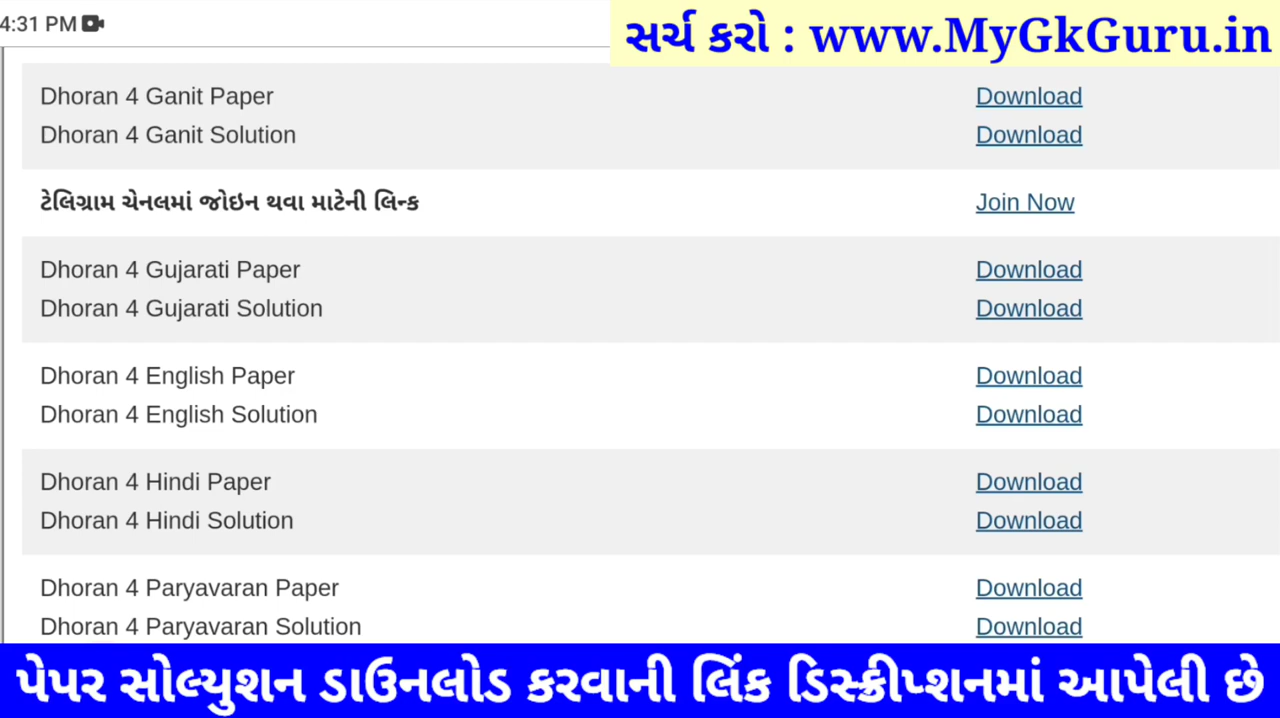 4:31 PM
સર્ચ કરો : www.MyGkGuru.in
Dhoran 4 Ganit Paper Download
Dhoran 4 Ganit Solution Download
ટેલિગ્રામ ચેનલમાં જોઇન થવા માટેની લિન્ક Join Now
Dhoran 4 Gujarati Paper Download
Dhoran 4 Gujarati Solution Download
Dhoran 4 English Paper Download
Dhoran 4 English Solution Download
Dhoran 4 Hindi Paper Download
Dhoran 4 Hindi Solution Download
Dhoran 4 Paryavaran Paper Download
Dhoran 4 Paryavaran Solution Download
પેપર સોલ્યુશન ડાઉનલોડ કરવાની લિંક ડિસ્ક્રીપ્શનમાં આપેલી છે